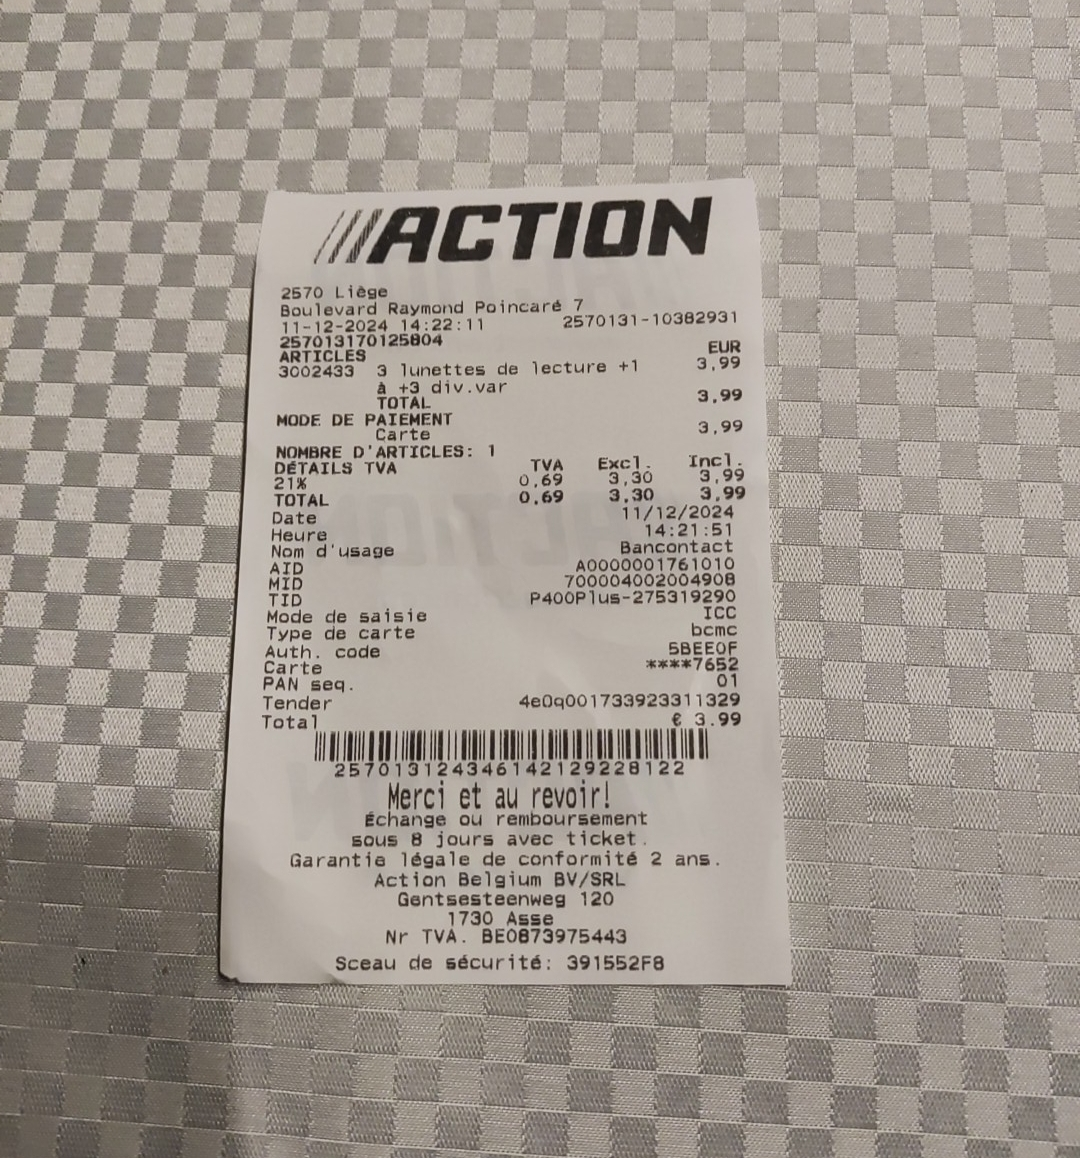 ACTION
2570 Liège
Boulevard Raymond Poincaré 7
11-12-2024 14:22:11 2570131-10382931
257013170125804
ARTICLES EUR
3002433 3 lunettes de lecture +1 3,99
à +3 div.var
TOTAL 3,99
MODE DE PAIEMENT
Carte 3,99
NOMBRE D'ARTICLES: 1
DÉTAILS TVA TVA Excl. Incl.
21% 0,69 3,30 3,99
TOTAL 0,69 3,30 3,99
Date 11/12/2024
Heure 14:21:51
Nom d'usage Bancontact
AID A00000001761010
MID 700004002004908
TID P400Plus-275319290
Mode de saisie ICC
Type de carte bcmc
Auth. code 5BEE0F
Carte ****7652
PAN seq. 01
Tender 4e0q001733923311329
Total € 3.99
2570131243461421292281​22
Merci et au revoir!
Échange ou remboursement
sous 8 jours avec ticket.
Garantie légale de conformité 2 ans.
Action Belgium BV/SRL
Gentsesteenweg 120
1730 Asse
Nr TVA. BE0873975443
Sceau de sécurité: 391552F8